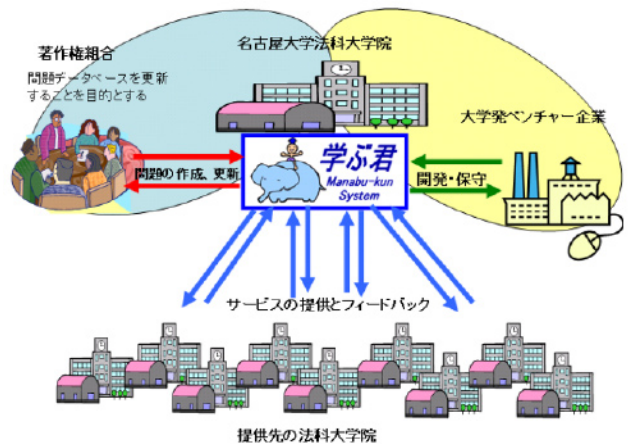 名古屋大学法科大学院
著作権組合
問題データベースを更新
することを目的とする
大学発ベンチャー企業
学ぶ君
Manabu-kun
System
問題の作成、更新
開発・保守
サービスの提供とフィードバック
提供先の法科大学院